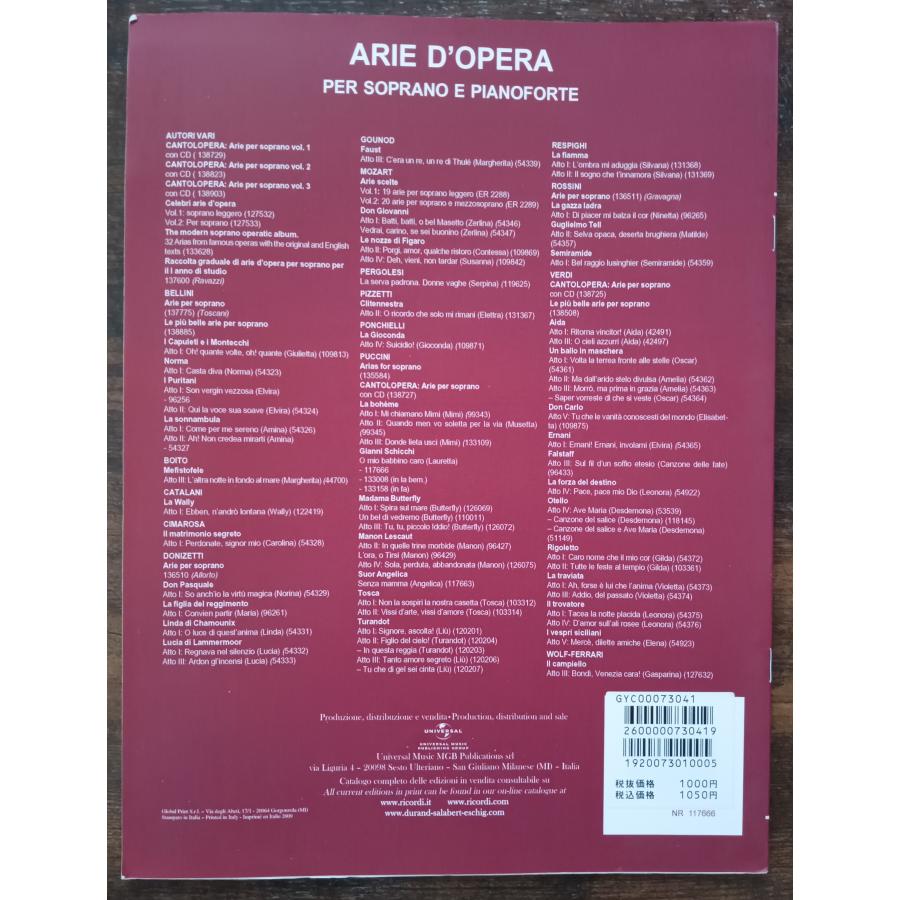 ARIE D'OPERA
PER SOPRANO E PIANOFORTE
AUTORI VARI
CANTOLOPERA: Arie per soprano vol. 1
con CD ( 138729)
CANTOLOPERA: Arie per soprano vol. 2
con CD ( 138823)
CANTOLOPERA: Arie per soprano vol. 3
con CD ( 138903)
Celebri arie d'opera
Vol.1: soprano leggero (127532)
Vol.2: Per soprano (127533)
The modern soprano operatic album.
32 Arias from famous operas with the original and English
texts (133628)
Raccolta graduale di arie d'opera per soprano per
il I anno di studio
137600 (Ravazzi)
BELLINI
Arie per soprano
(137775) (Toscani)
Le più belle arie per soprano
(138885)
I Capuleti e i Montecchi
Atto I: Oh! quante volte, oh! quante (Giulietta) (109813)
Norma
Atto I: Casta diva (Norma) (54323)
I Puritani
Atto I: Son vergin vezzosa (Elvira)
- 96256
Atto II: Qui la voce sua soave (Elvira) (54324)
La sonnambula
Atto I: Come per me sereno (Amina) (54326)
Atto II: Ah! Non credea mirarti (Amina)
- 54327
BOITO
Mefistofele
Atto III: L'altra notte in fondo al mare (Margherita) (44700)
CATALANI
La Wally
Atto I: Ebben, n'andrò lontana (Wally) (122419)
CIMAROSA
Il matrimonio segreto
Atto I: Perdonate, signor mio (Carolina) (54328)
DONIZETTI
Arie per soprano
136510 (Allorto)
Don Pasquale
Atto I: So anch'io la virtù magica (Norina) (54329)
La figlia del reggimento
Atto I: Convien partir (Maria) (96261)
Linda di Chamounix
Atto I: O luce di quest'anima (Linda) (54331)
Lucia di Lammermoor
Atto I: Regnava nel silenzio (Lucia) (54332)
Atto III: Ardon gl'incensi (Lucia) (54333)
GOUNOD
Faust
Atto III: C'era un re, un re di Thulé (Margherita) (54339)
MOZART
Arie scelte
Vol.1: 19 arie per soprano leggero (ER 2288)
Vol.2: 20 arie per soprano e mezzosoprano (ER 2289)
Don Giovanni
Atto I: Batti, batti, o bel Masetto (Zerlina) (54346)
Vedrai, carino, se sei buonino (Zerlina) (54347)
Le nozze di Figaro
Atto II: Porgi, amor, qualche ristoro (Contessa) (109869)
Atto IV: Deh, vieni, non tardar (Susanna) (109842)
PERGOLESI
La serva padrona. Donne vaghe (Serpina) (119625)
PIZZETTI
Clitennestra
Atto II: O ricordo che solo mi rimani (Elettra) (131367)
PONCHIELLI
La Gioconda
Atto IV: Suicidio! (Gioconda) (109871)
PUCCINI
Arias for soprano
(135584)
CANTOLOPERA: Arie per soprano
con CD (138727)
La bohème
Atto I: Mi chiamano Mimì (Mimì) (99343)
Atto II: Quando men vo soletta per la via (Musetta)
(99345)
Atto III: Donde lieta uscì (Mimì) (133109)
Gianni Schicchi
O mio babbino caro (Lauretta)
- 117666
- 133008 (in la bem.)
- 133158 (in fa)
Madama Butterfly
Atto I: Spira sul mare (Butterfly) (126069)
Un bel dì vedremo (Butterfly) (110011)
Atto III: Tu, tu, piccolo Iddio! (Butterfly) (126072)
Manon Lescaut
Atto II: In quelle trine morbide (Manon) (96427)
L'ora, o Tirsi (Manon) (96429)
Atto IV: Sola, perduta, abbandonata (Manon) (126075)
Suor Angelica
Senza mamma (Angelica) (117663)
Tosca
Atto I: Non la sospiri la nostra casetta (Tosca) (103312)
Atto II: Vissi d'arte, vissi d'amore (Tosca) (103314)
Turandot
Atto I: Signore, ascolta! (Liù) (120201)
Atto II: Figlio del cielo! (Turandot) (120204)
– In questa reggia (Turandot) (120203)
Atto III: Tanto amore segreto (Liù) (120206)
– Tu che di gel sei cinta (Liù) (120207)
RESPIGHI
La fiamma
Atto I: L'ombra mi aduggia (Silvana) (131368)
Atto II: Il sogno che t'innamora (Silvana) (131369)
ROSSINI
Arie per soprano (136511) (Gravagna)
La gazza ladra
Atto I: Di piacer mi balza il cor (Ninetta) (96265)
Guglielmo Tell
Atto II: Selva opaca, deserta brughiera (Matilde)
(54357)
Semiramide
Atto I: Bel raggio lusinghier (Semiramide) (54359)
VERDI
CANTOLOPERA: Arie per soprano
con CD (138725)
Le più belle arie per soprano
(138508)
Aida
Atto I: Ritorna vincitor! (Aida) (42491)
Atto III: O cieli azzurri (Aida) (42497)
Un ballo in maschera
Atto I: Volta la terrea fronte alle stelle (Oscar)
(54361)
Atto II: Ma dall'arido stelo divulsa (Amelia) (54362)
Atto III: Morrò, ma prima in grazia (Amelia) (54363)
– Saper vorreste di che si veste (Oscar) (54364)
Don Carlo
Atto V: Tu che le vanità conoscesti del mondo (Elisabet-
ta) (109875)
Ernani
Atto I: Ernani! Ernani, involami (Elvira) (54365)
Falstaff
Atto III: Sul fil d'un soffio etesio (Canzone delle fate)
(96433)
La forza del destino
Atto IV: Pace, pace mio Dio (Leonora) (54922)
Otello
Atto IV: Ave Maria (Desdemona) (53539)
– Canzone del salice (Desdemona) (118145)
– Canzone del salice e Ave Maria (Desdemona)
(51149)
Rigoletto
Atto I: Caro nome che il mio cor (Gilda) (54372)
Atto II: Tutte le feste al tempio (Gilda) (103361)
La traviata
Atto I: Ah, forse è lui che l'anima (Violetta) (54373)
Atto III: Addio, del passato (Violetta) (54374)
Il trovatore
Atto I: Tacea la notte placida (Leonora) (54375)
Atto IV: D'amor sull'ali rosee (Leonora) (54376)
I vespri siciliani
Atto V: Mercè, dilette amiche (Elena) (54923)
WOLF-FERRARI
Il campiello
Atto III: Bondì, Venezia cara! (Gasparina) (127632)
Produzione, distribuzione e vendita•Production, distribution and sale
UNIVERSAL
UNIVERSAL MUSIC
PUBLISHING GROUP
Universal Music MGB Publications srl
via Liguria 4 – 20098 Sesto Ulteriano – San Giuliano Milanese (MI) – Italia
Catalogo completo delle edizioni in vendita consultabile su
All current editions in print can be found in our on-line catalogue at
www.ricordi.it www.ricordi.com
www.durand-salabert-eschig.com
Global Print S.r.l. – Via degli Abeti, 17/1 - 20064 Gorgonzola (MI)
Stampato in Italia – Printed in Italy - Imprimé en Italie 2009
GYC00073041
2600000730419
1920073010005
税抜価格 1000円
税込価格 1050円
NR 117666